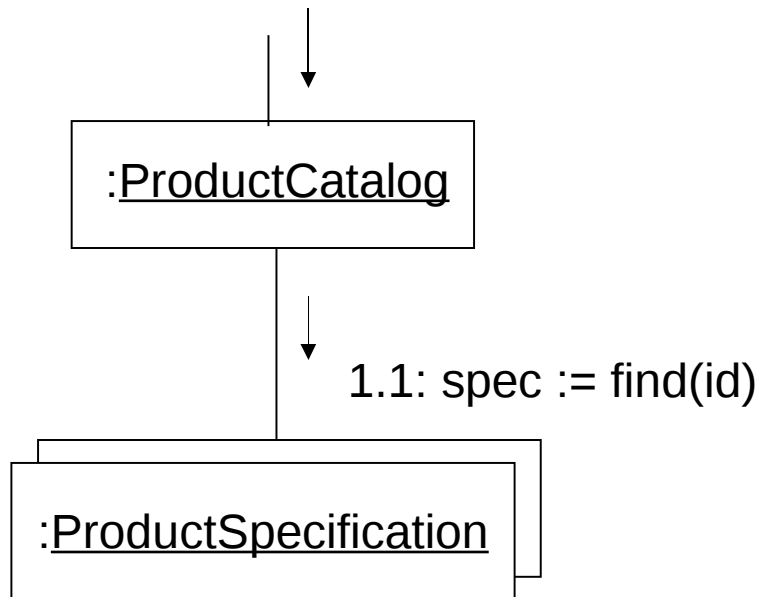 :ProductCatalog
1.1: spec := find(id)
:ProductSpecification